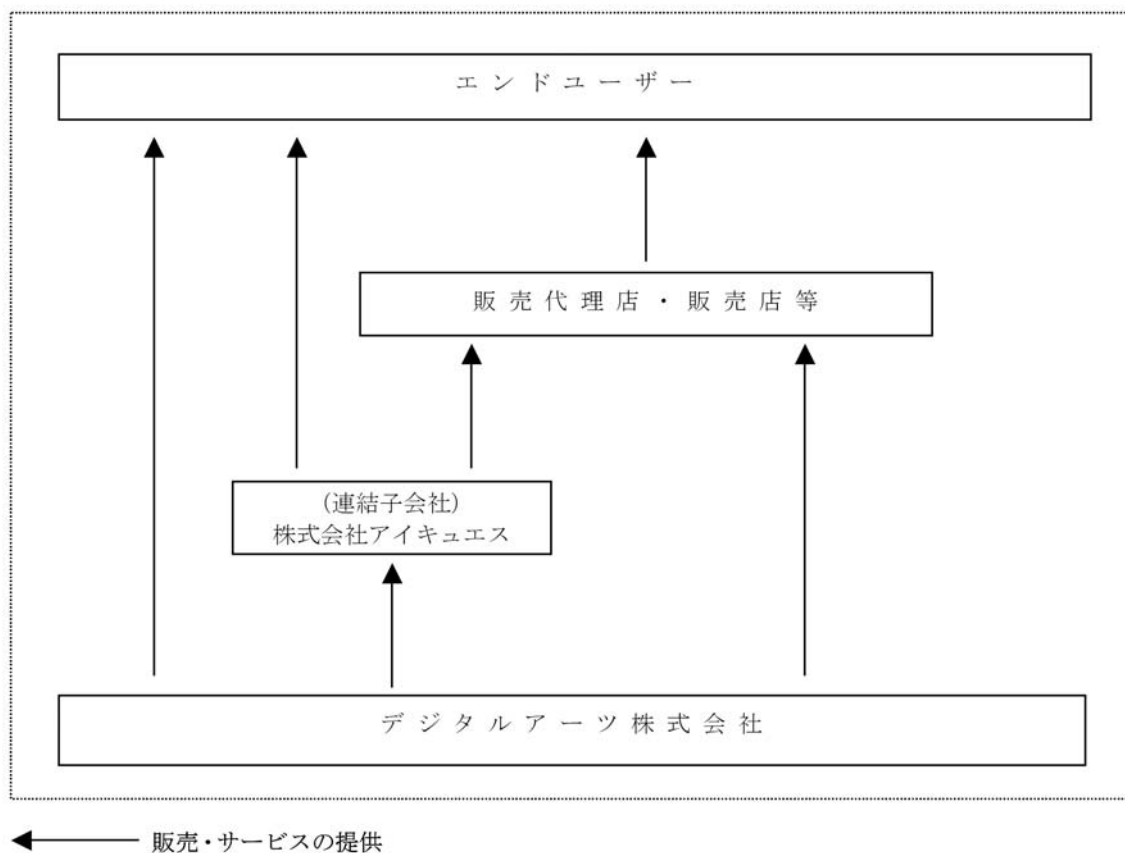 エンドユーザー
販売代理店・販売店等
(連結子会社)
株式会社アイキュエス
デジタルアーツ株式会社
販売・サービスの提供